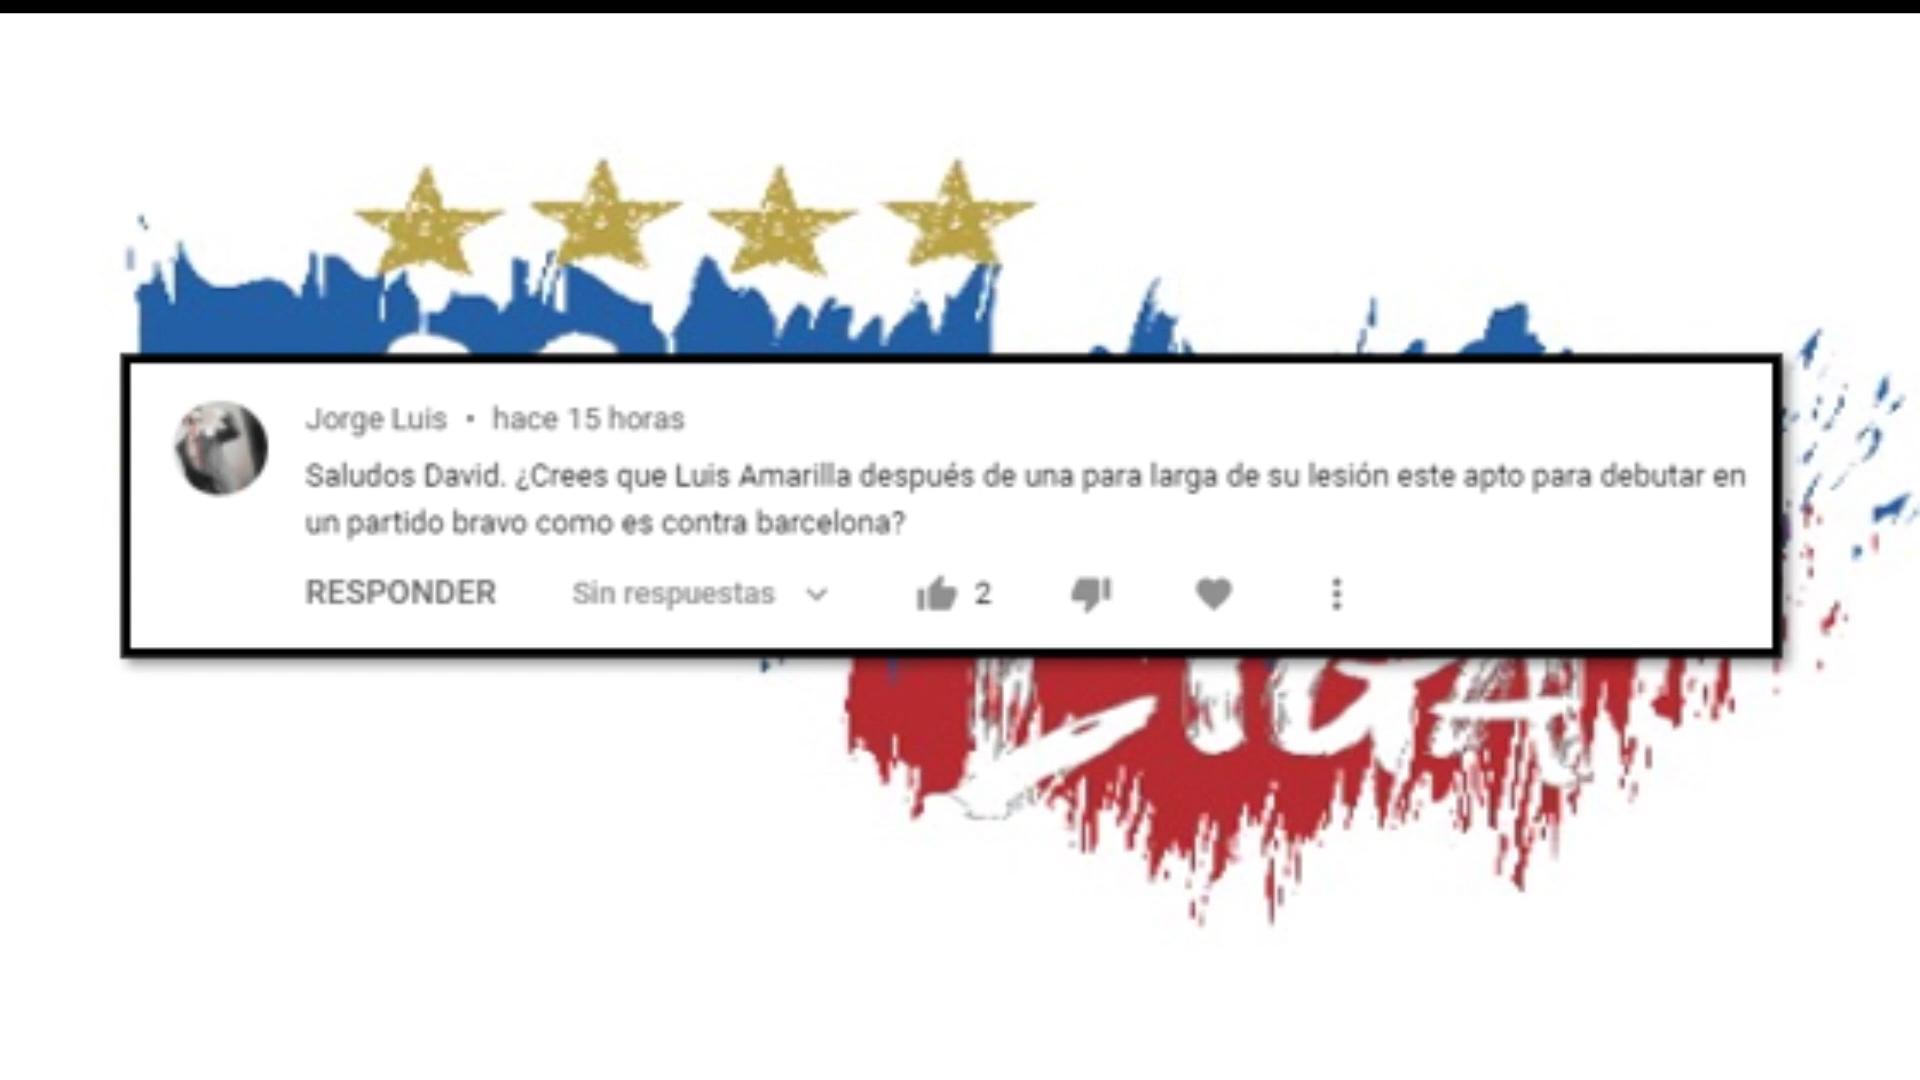 Jorge Luis • hace 15 horas
Saludos David. ¿Crees que Luis Amarilla después de una para larga de su lesión este apto para debutar en
un partido bravo como es contra barcelona?
RESPONDER Sin respuestas 2
LIGA